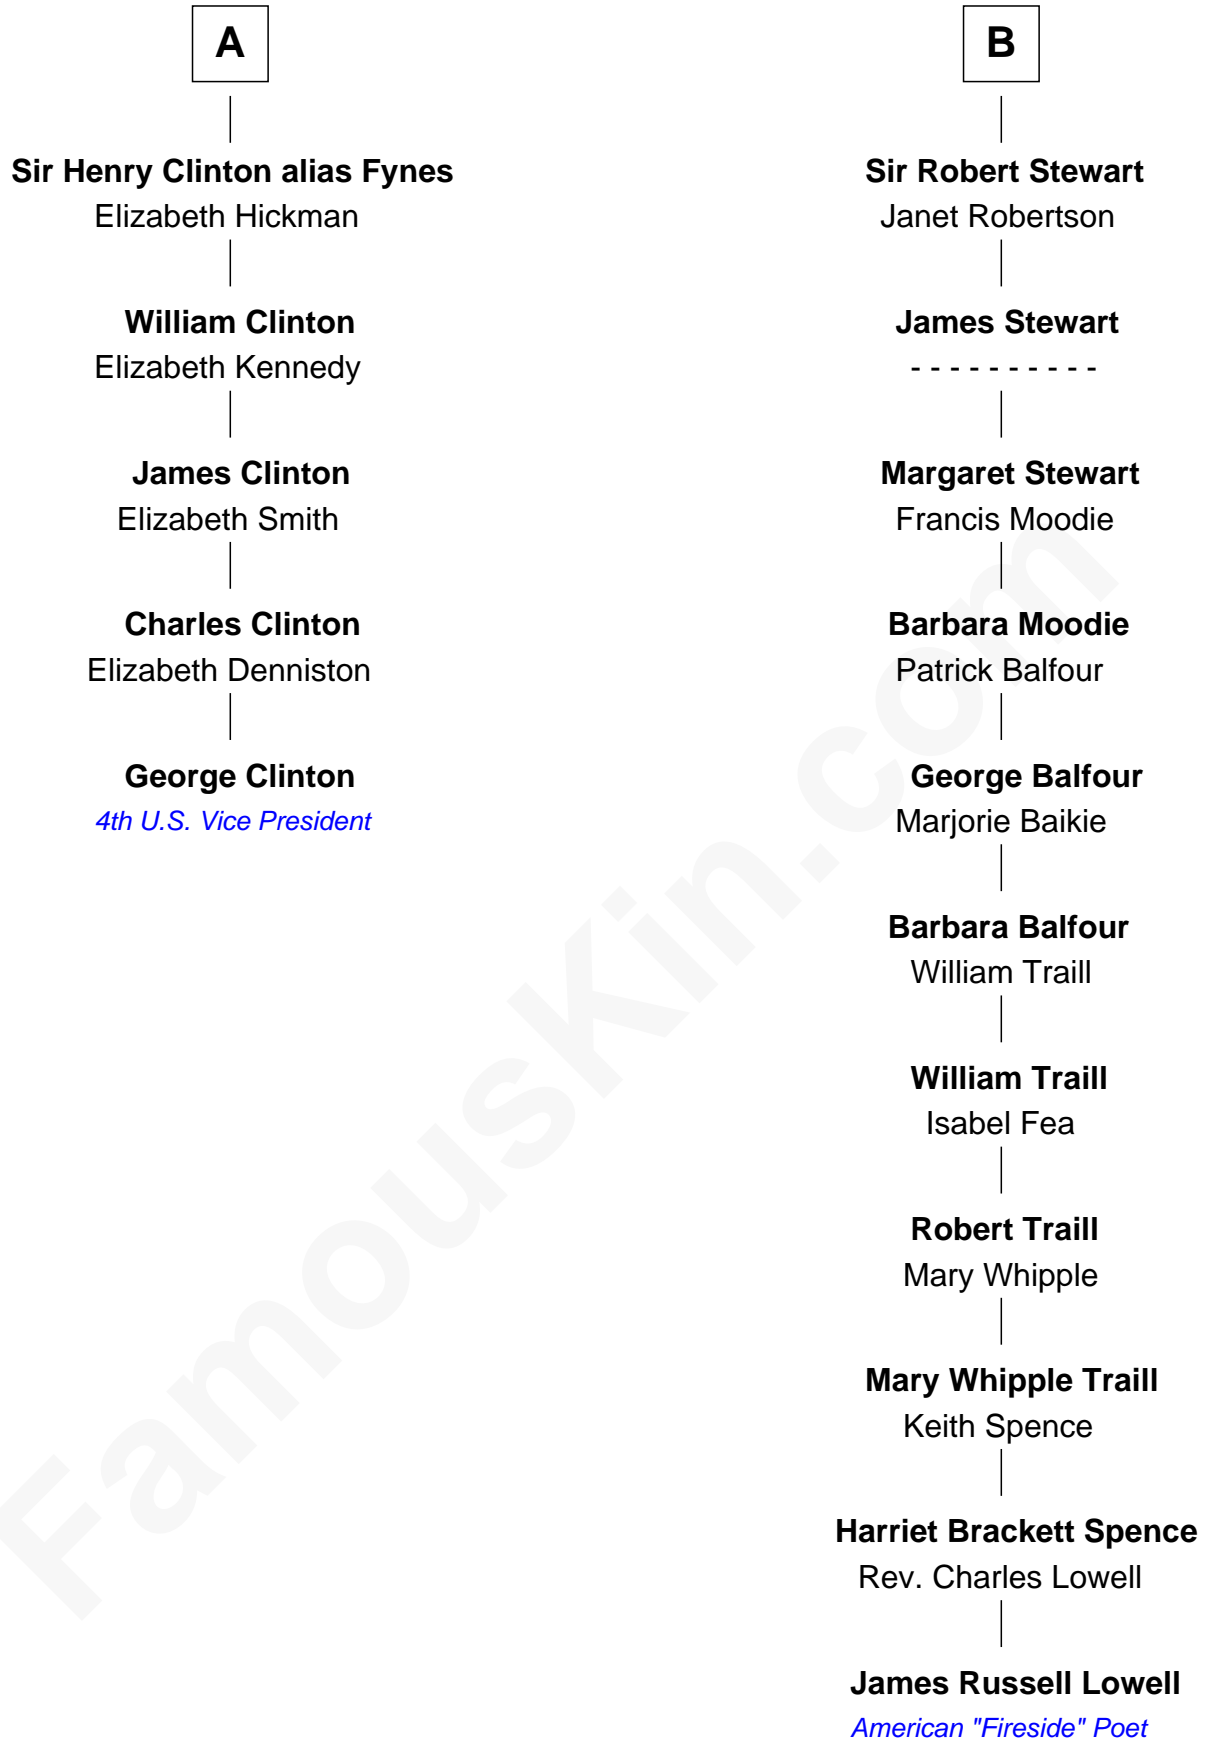 A
Sir Henry Clinton alias Fynes
Elizabeth Hickman
William Clinton
Elizabeth Kennedy
James Clinton
Elizabeth Smith
Charles Clinton
Elizabeth Denniston
George Clinton
4th U.S. Vice President
B
Sir Robert Stewart
Janet Robertson
James Stewart
- - - - - - - - - -
Margaret Stewart
Francis Moodie
Barbara Moodie
Patrick Balfour
George Balfour
Marjorie Baikie
Barbara Balfour
William Traill
William Traill
Isabel Fea
Robert Traill
Mary Whipple
Mary Whipple Traill
Keith Spence
Harriet Brackett Spence
Rev. Charles Lowell
James Russell Lowell
American "Fireside" Poet
FamousKin.com